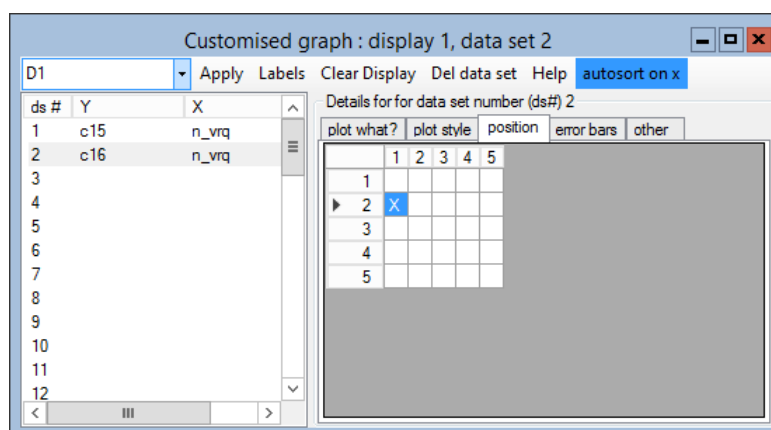 Customised graph : display 1, data set 2
D1 Apply Labels Clear Display Del data set Help autosort on x
ds # Y X
1 c15 n_vrq
2 c16 n_vrq
3
4
5
6
7
8
9
10
11
12
Details for for data set number (ds#) 2
plot what? plot style position error bars other
1 2 3 4 5
1
2 X
3
4
5